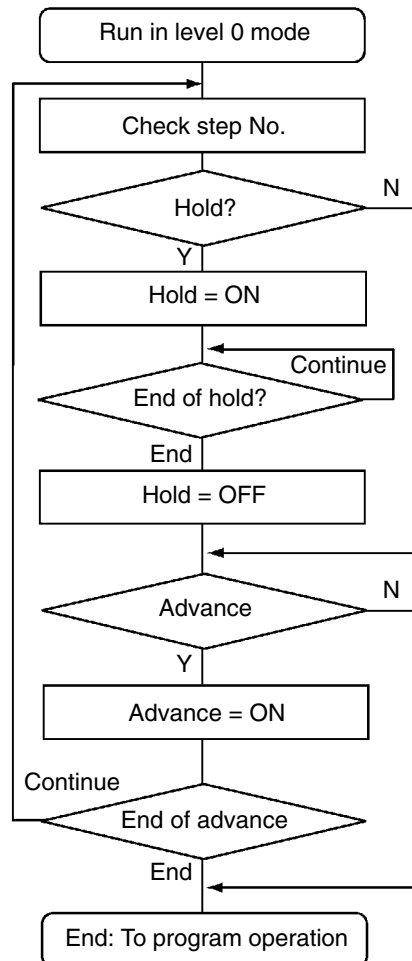 Run in level 0 mode
Check step No.
Hold?
N
Y
Hold = ON
Continue
End of hold?
End
Hold = OFF
Advance
N
Y
Advance = ON
Continue
End of advance
End
End: To program operation